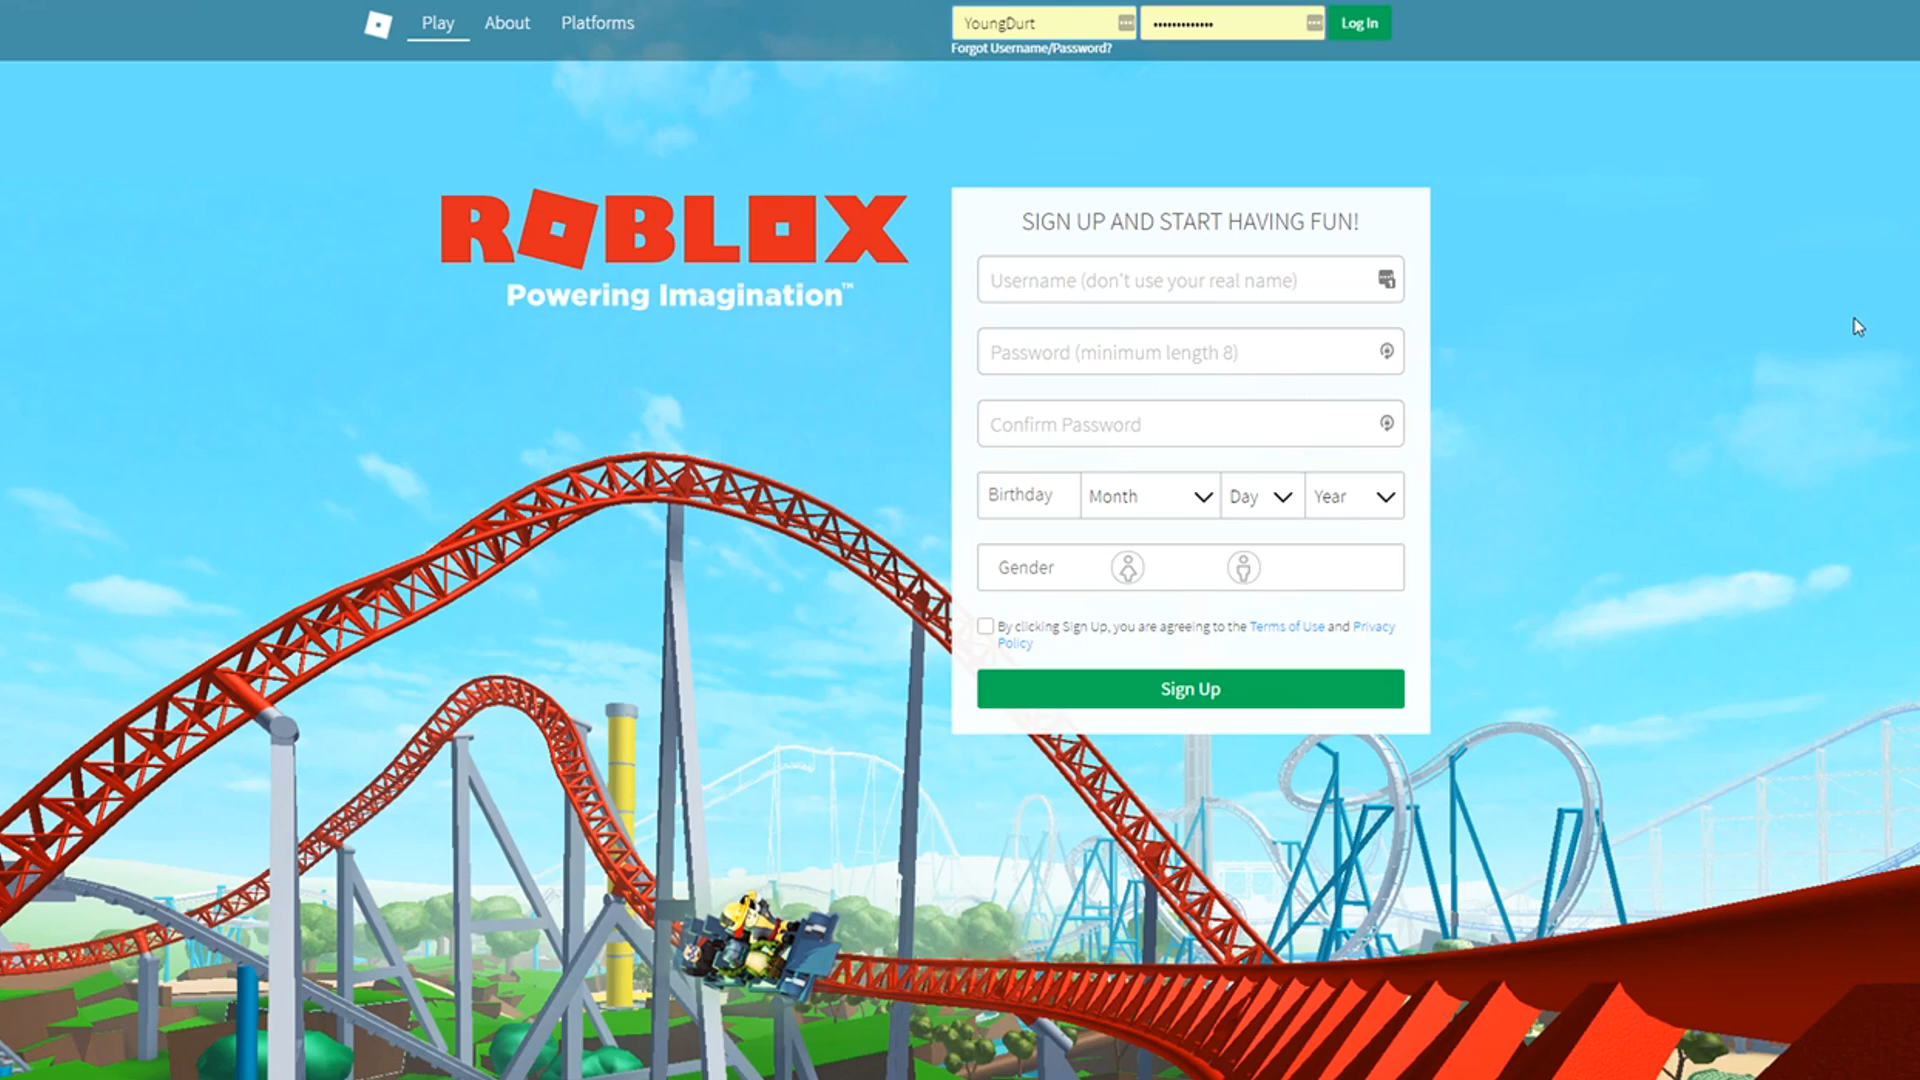 Play About Platforms
YoungDurt ••••••••••••• Log In
Forgot Username/Password?
ROBLOX
Powering Imagination™
SIGN UP AND START HAVING FUN!
Username (don't use your real name)
Password (minimum length 8)
Confirm Password
Birthday Month Day Year
Gender
By clicking Sign Up, you are agreeing to the Terms of Use and Privacy
Policy
Sign Up